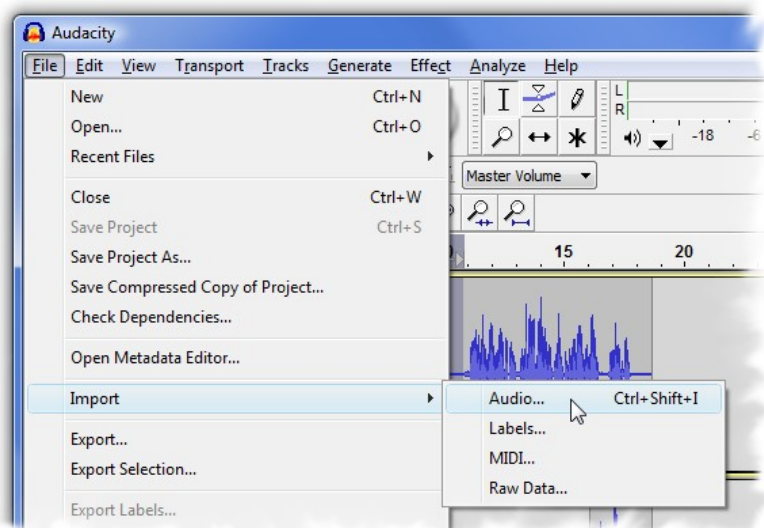 Audacity
File Edit View Transport Tracks Generate Effect Analyze Help
New Ctrl+N
Open... Ctrl+O
Recent Files
Close Ctrl+W
Save Project Ctrl+S
Save Project As...
Save Compressed Copy of Project...
Check Dependencies...
Open Metadata Editor...
Import
Export...
Export Selection...
Export Labels...
L
R
-18 -6
Master Volume
15 20
Audio... Ctrl+Shift+I
Labels...
MIDI...
Raw Data...